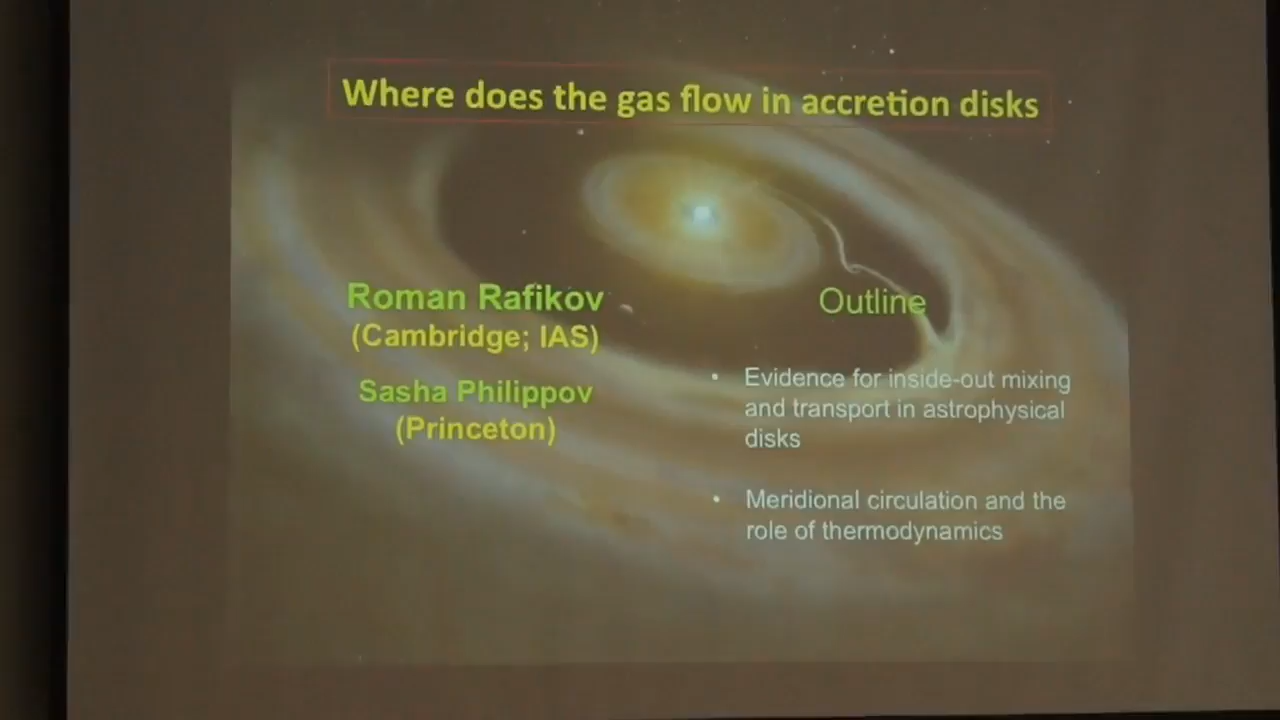 Where does the gas flow in accretion disks
Roman Rafikov
(Cambridge; IAS)
Sasha Philippov
(Princeton)
Outline
• Evidence for inside-out mixing
and transport in astrophysical
disks
• Meridional circulation and the
role of thermodynamics